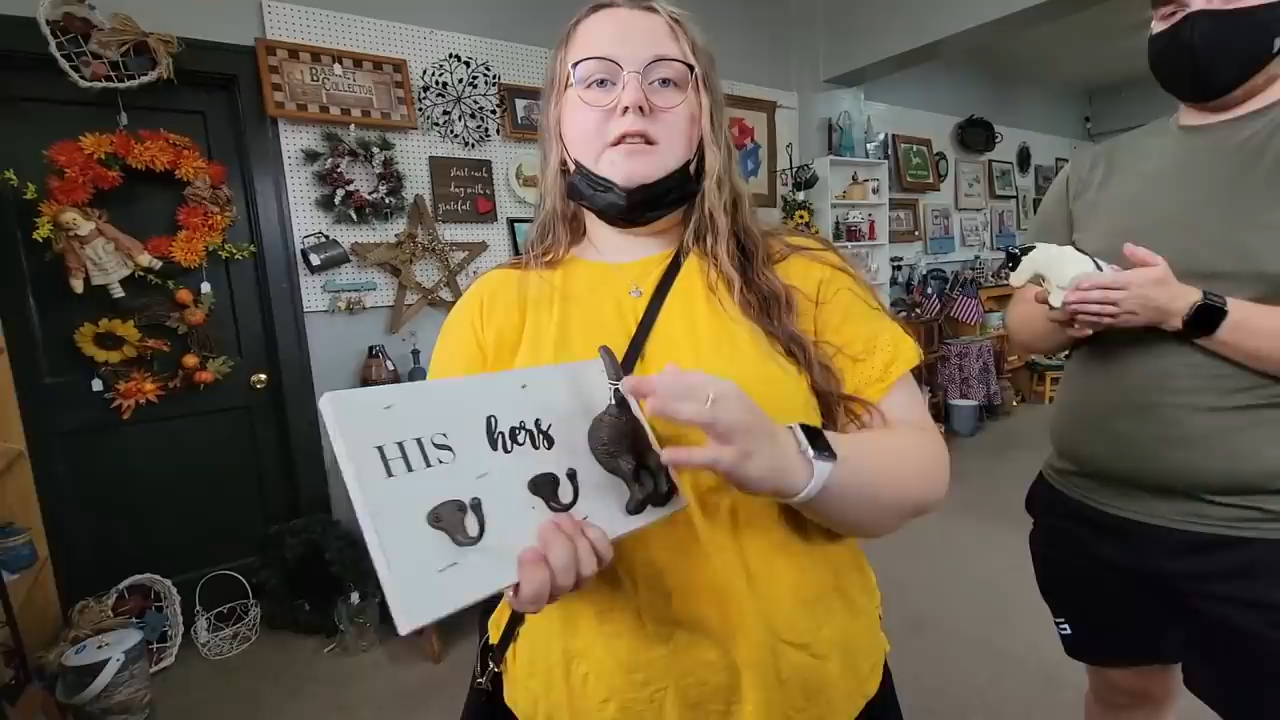 BASKET
COLLECTOR
start each
day with a
grateful
HIS hers